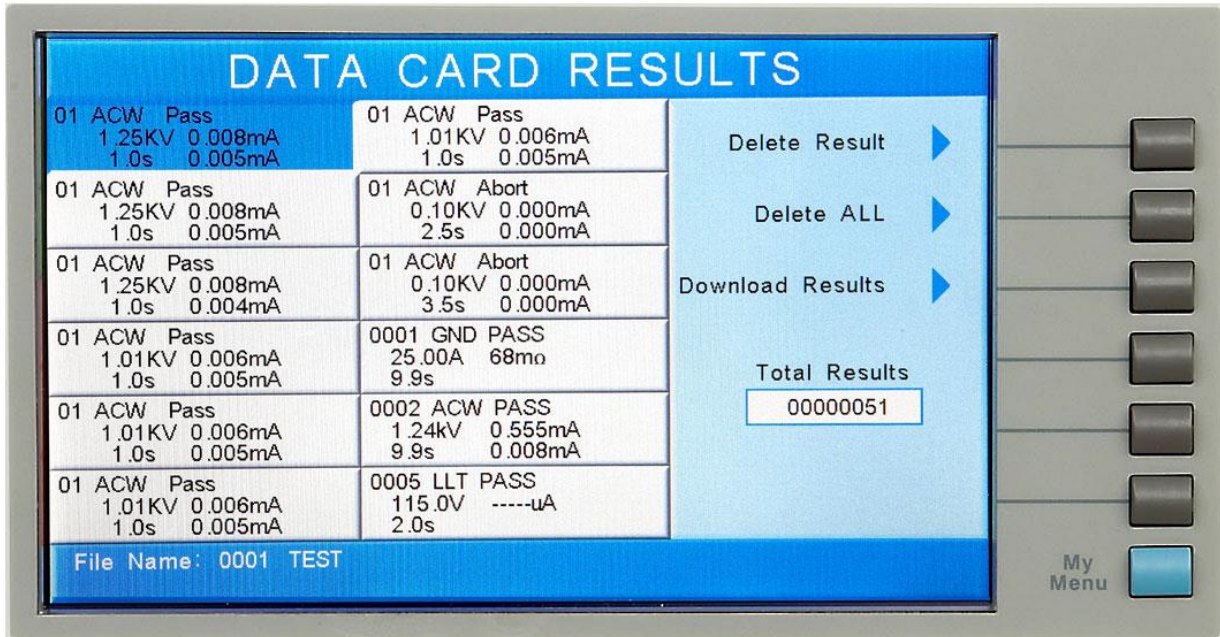 DATA CARD RESULTS
01 ACW Pass
1.25KV 0.008mA
1.0s 0.005mA
01 ACW Pass
1.25KV 0.008mA
1.0s 0.005mA
01 ACW Pass
1.25KV 0.008mA
1.0s 0.004mA
01 ACW Pass
1.01KV 0.006mA
1.0s 0.005mA
01 ACW Pass
1.01KV 0.006mA
1.0s 0.005mA
01 ACW Pass
1.01KV 0.006mA
1.0s 0.005mA
01 ACW Pass
1.01KV 0.006mA
1.0s 0.005mA
01 ACW Abort
0.10KV 0.000mA
2.5s 0.000mA
01 ACW Abort
0.10KV 0.000mA
3.5s 0.000mA
0001 GND PASS
25.00A 68mΩ
9.9s
0002 ACW PASS
1.24kV 0.555mA
9.9s 0.008mA
0005 LLT PASS
115.0V -----uA
2.0s
Delete Result
Delete ALL
Download Results
Total Results
00000051
File Name: 0001 TEST
My
Menu